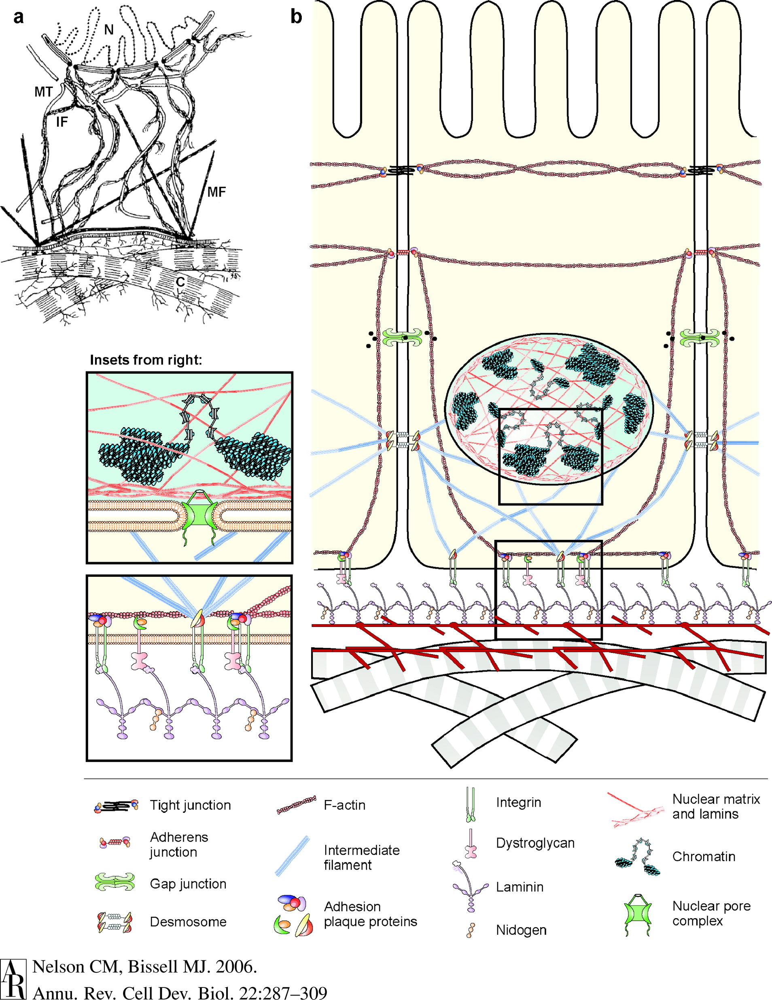 a
N
MT
IF
MF
C
b
Insets from right:
Tight junction
Adherens
junction
Gap junction
Desmosome
F-actin
Intermediate
filament
Adhesion
plaque proteins
Integrin
Dystroglycan
Laminin
Nidogen
Nuclear matrix
and lamins
Chromatin
Nuclear pore
complex
AR
Nelson CM, Bissell MJ. 2006.
Annu. Rev. Cell Dev. Biol. 22:287–309